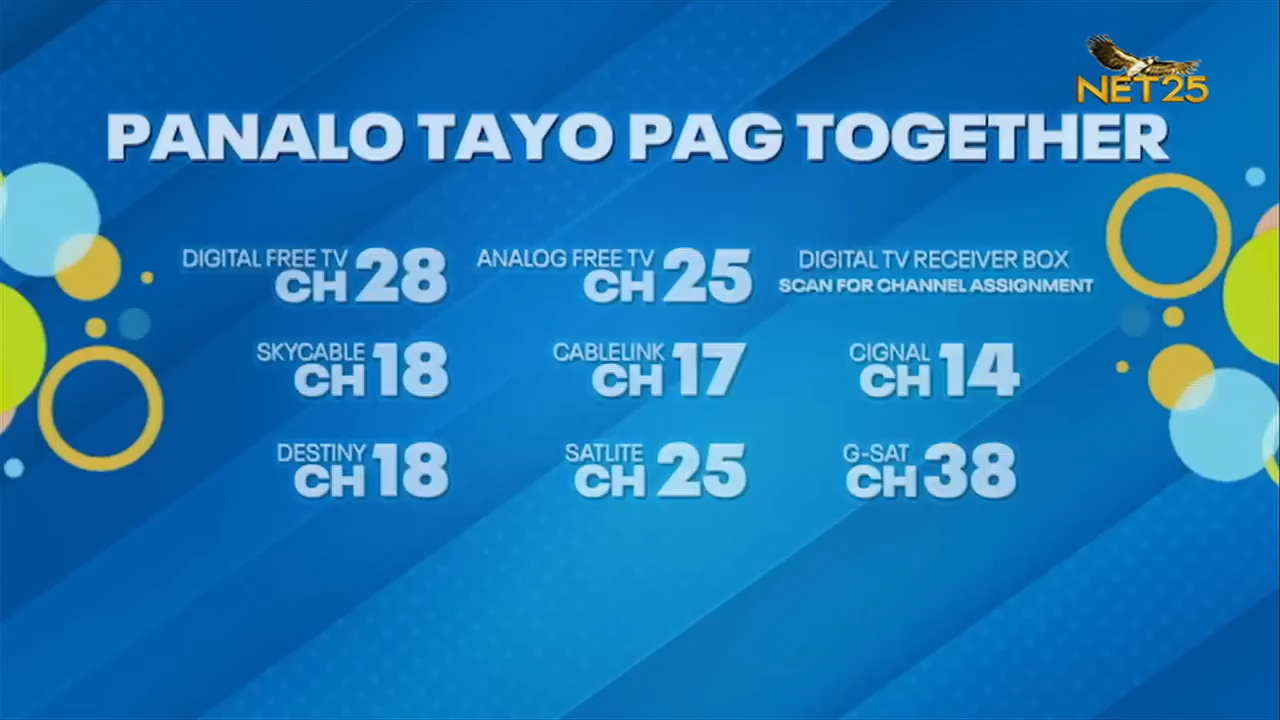 NET25
PANALO TAYO PAG TOGETHER
DIGITAL FREE TV
CH 28
ANALOG FREE TV
CH 25
DIGITAL TV RECEIVER BOX
SCAN FOR CHANNEL ASSIGNMENT
SKYCABLE
CH 18
CABLELINK
CH 17
CIGNAL
CH 14
DESTINY
CH 18
SATLITE
CH 25
G-SAT
CH 38